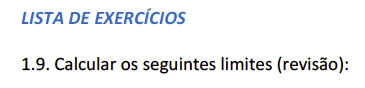 LISTA DE EXERCÍCIOS
1.9. Calcular os seguintes limites (revisão):